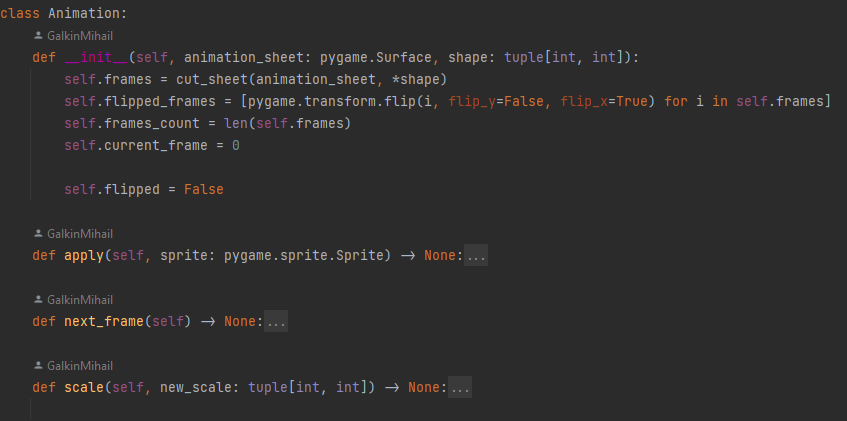 class Animation:
GalkinMihail
def __init__(self, animation_sheet: pygame.Surface, shape: tuple[int, int]):
self.frames = cut_sheet(animation_sheet, *shape)
self.flipped_frames = [pygame.transform.flip(i, flip_y=False, flip_x=True) for i in self.frames]
self.frames_count = len(self.frames)
self.current_frame = 0
self.flipped = False
GalkinMihail
def apply(self, sprite: pygame.sprite.Sprite) -> None:...
GalkinMihail
def next_frame(self) -> None:...
GalkinMihail
def scale(self, new_scale: tuple[int, int]) -> None:...